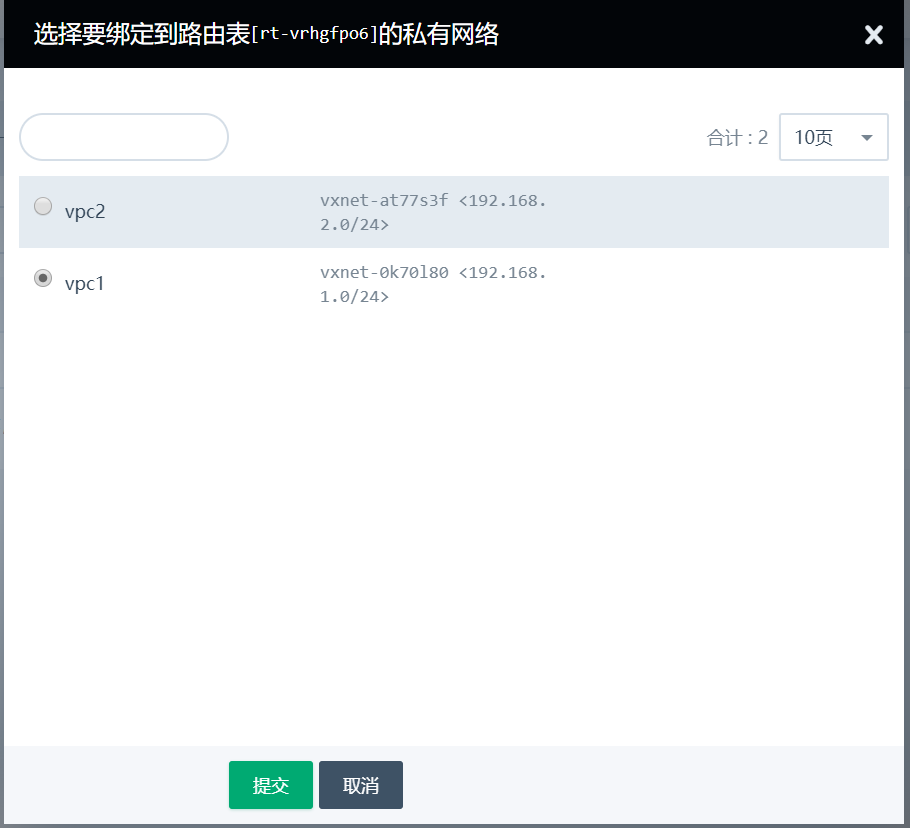 选择要绑定到路由表[rt-vrhgfpo6]的私有网络
合计 : 2 10页
vpc2 vxnet-at77s3f <192.168.
2.0/24>
vpc1 vxnet-0k70l80 <192.168.
1.0/24>
提交 取消